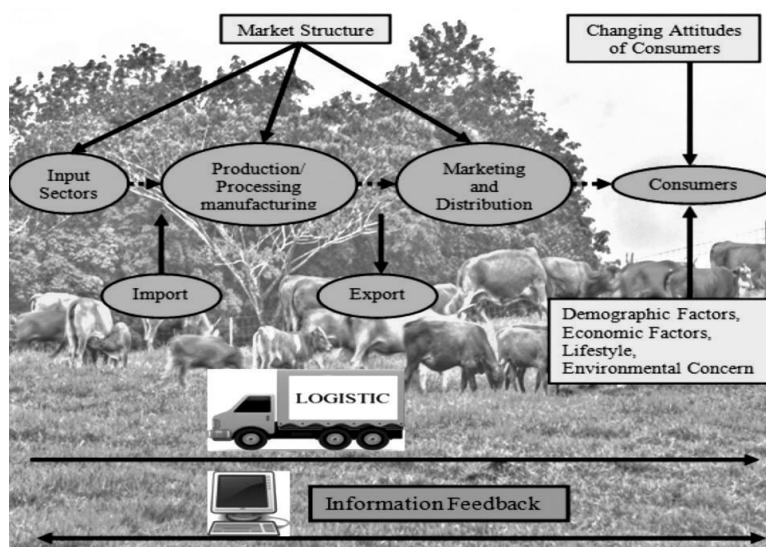 Market Structure
Changing Attitudes
of Consumers
Input
Sectors
Production/
Processing
manufacturing
Marketing
and
Distribution
Consumers
Import
Export
Demographic Factors,
Economic Factors,
Lifestyle,
Environmental Concern
LOGISTIC
Information Feedback